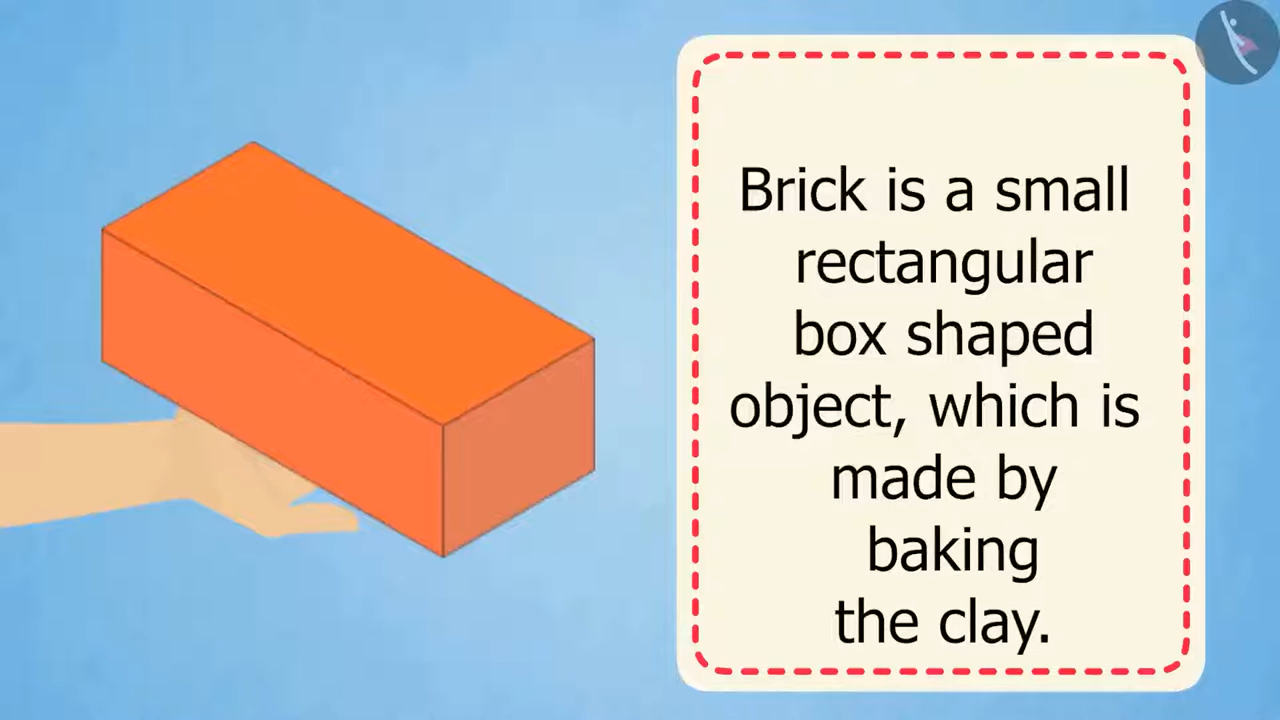 Brick is a small
rectangular
box shaped
object, which is
made by
baking
the clay.